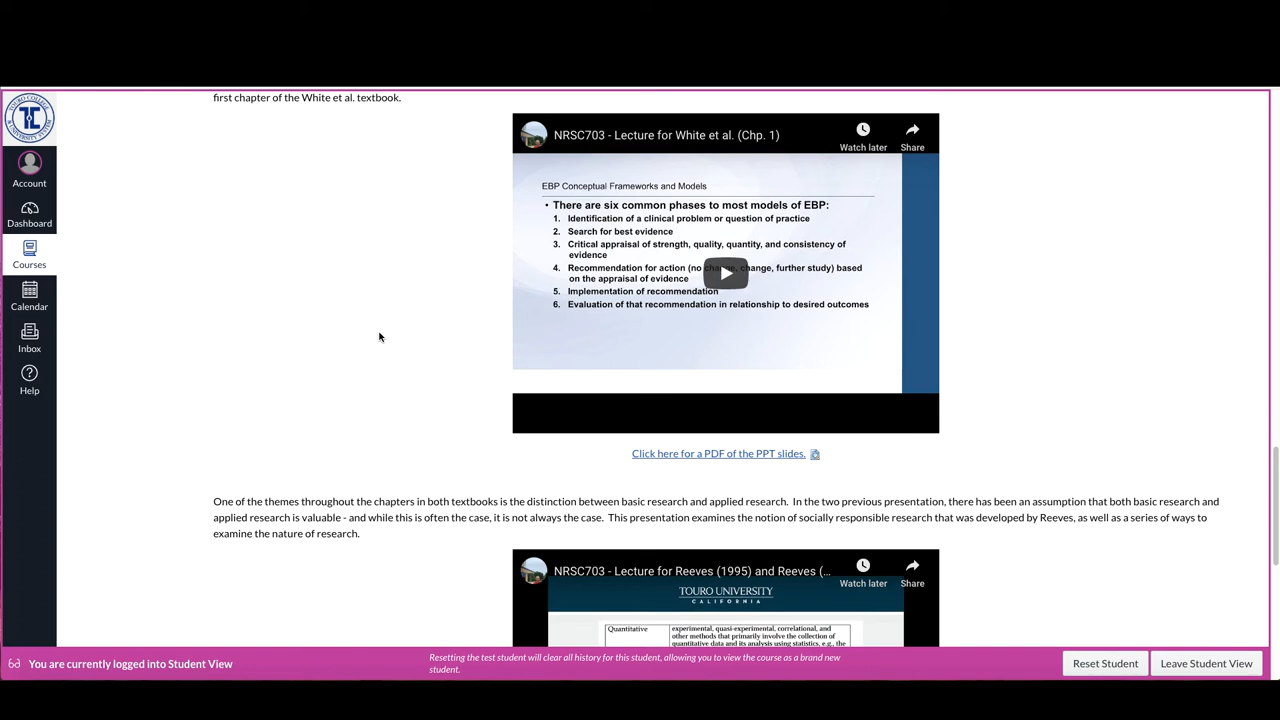 first chapter of the White et al. textbook.
TOURO COLLEGE
& UNIVERSITY SYSTEM
Account
Dashboard
Courses
Calendar
Inbox
Help
NRSC703 - Lecture for White et al. (Chp. 1)
Watch later
Share
EBP Conceptual Frameworks and Models
• There are six common phases to most models of EBP:
1. Identification of a clinical problem or question of practice
2. Search for best evidence
3. Critical appraisal of strength, quality, quantity, and consistency of
evidence
4. Recommendation for action (no change, change, further study) based
on the appraisal of evidence
5. Implementation of recommendation
6. Evaluation of that recommendation in relationship to desired outcomes
Click here for a PDF of the PPT slides.
One of the themes throughout the chapters in both textbooks is the distinction between basic research and applied research. In the two previous presentation, there has been an assumption that both basic research and
applied research is valuable - and while this is often the case, it is not always the case. This presentation examines the notion of socially responsible research that was developed by Reeves, as well as a series of ways to
examine the nature of research.
NRSC703 - Lecture for Reeves (1995) and Reeves (...
Watch later
Share
TOURO UNIVERSITY
CALIFORNIA
Quantitative
experimental, quasi-experimental, correlational, and
other methods that primarily involve the collection of
quantitative data and its analysis using statistics, e.g., the
You are currently logged into Student View
Resetting the test student will clear all history for this student, allowing you to view the course as a brand new
student.
Reset Student
Leave Student View